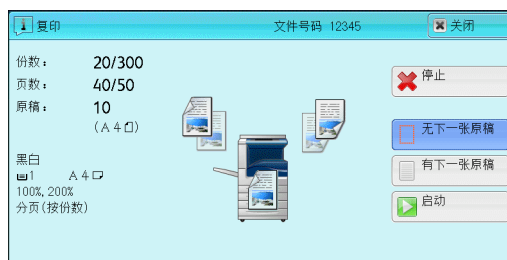 复印
文件号码 12345
关闭
份数： 20/300
页数： 40/50
原稿： 10
(A4)
停止
无下一张原稿
有下一张原稿
启动
黑白
1 A4
100%, 200%
分页(按份数)